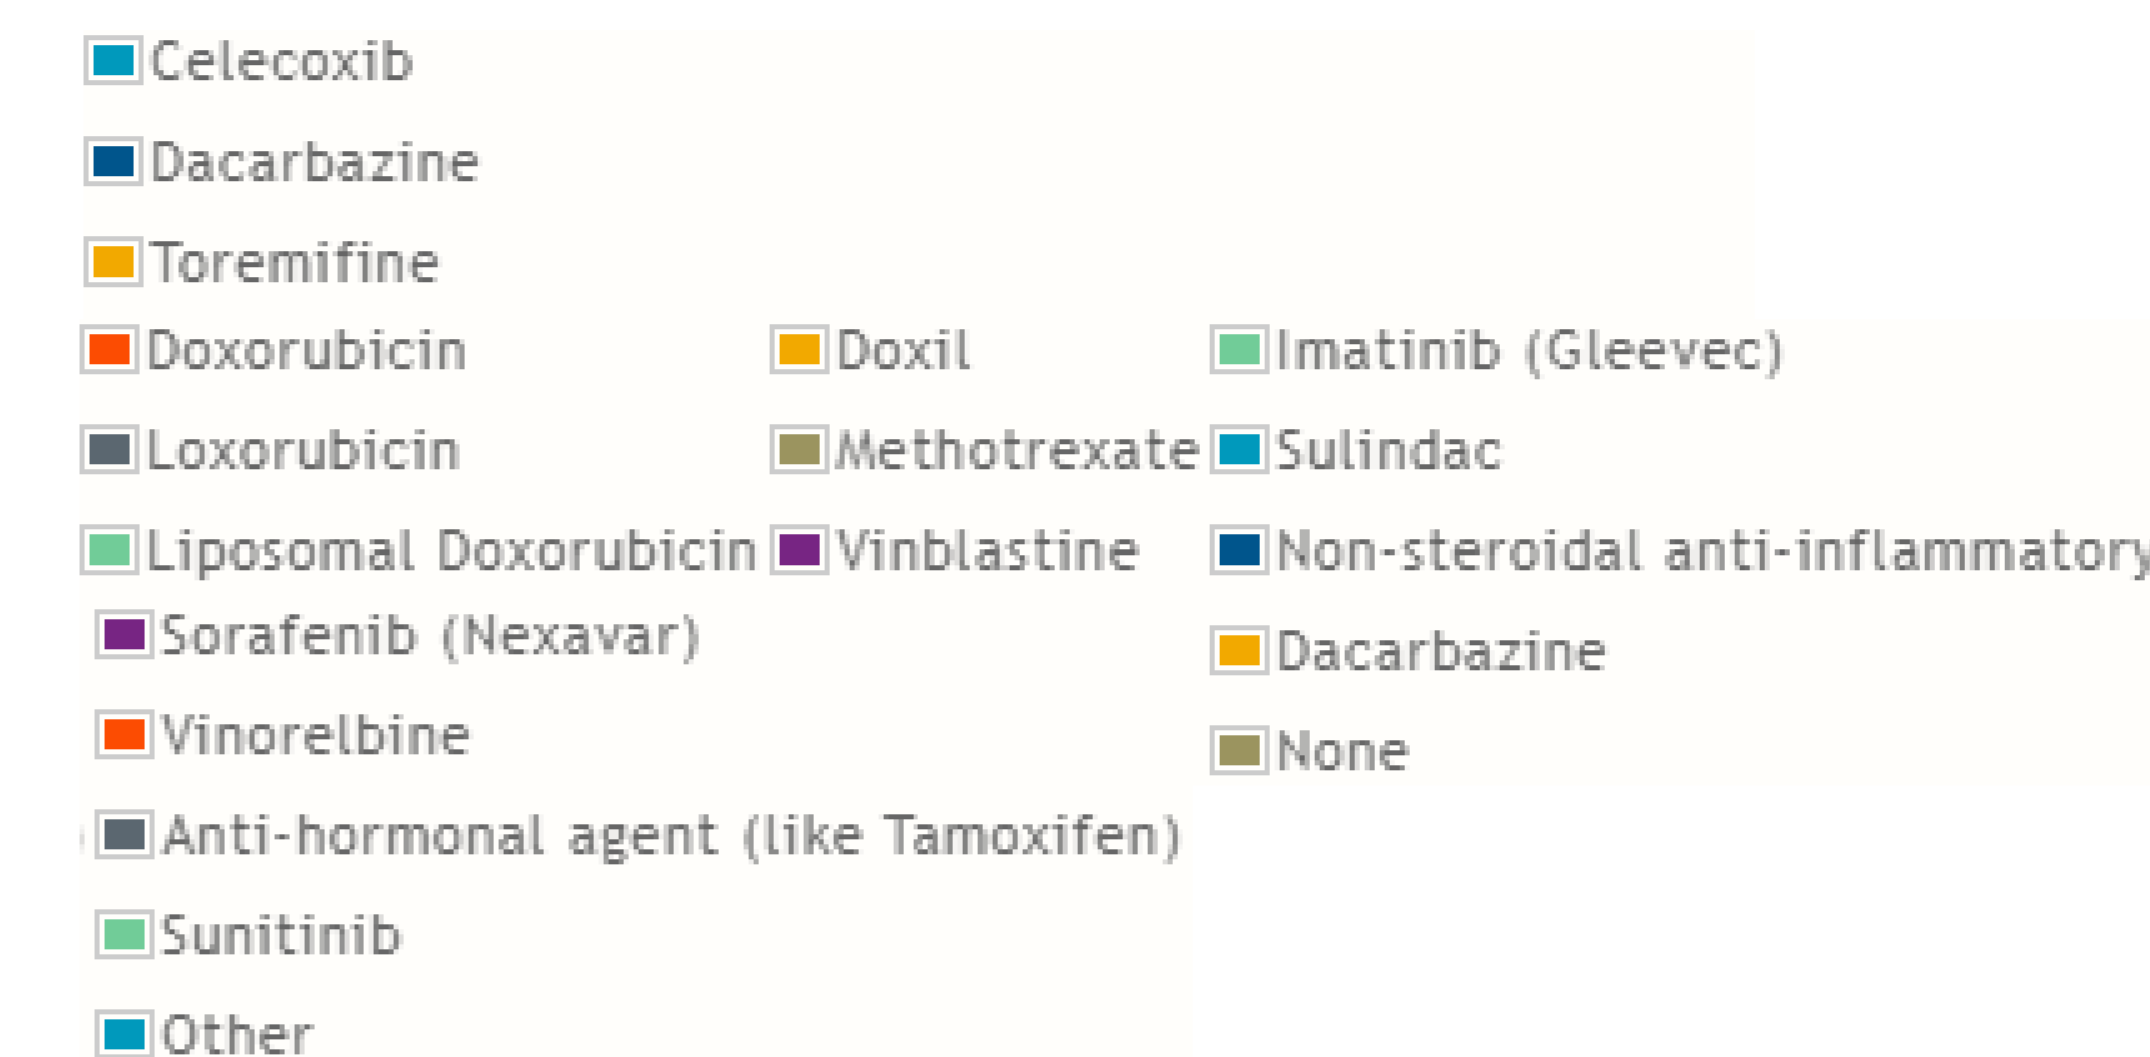 Celecoxib
Dacarbazine
Toremifine
Doxorubicin Doxil Imatinib (Gleevec)
Loxorubicin Methotrexate Sulindac
Liposomal Doxorubicin Vinblastine Non-steroidal anti-inflammatory
Sorafenib (Nexavar)
Dacarbazine
Vinorelbine
None
Anti-hormonal agent (like Tamoxifen)
Sunitinib
Other